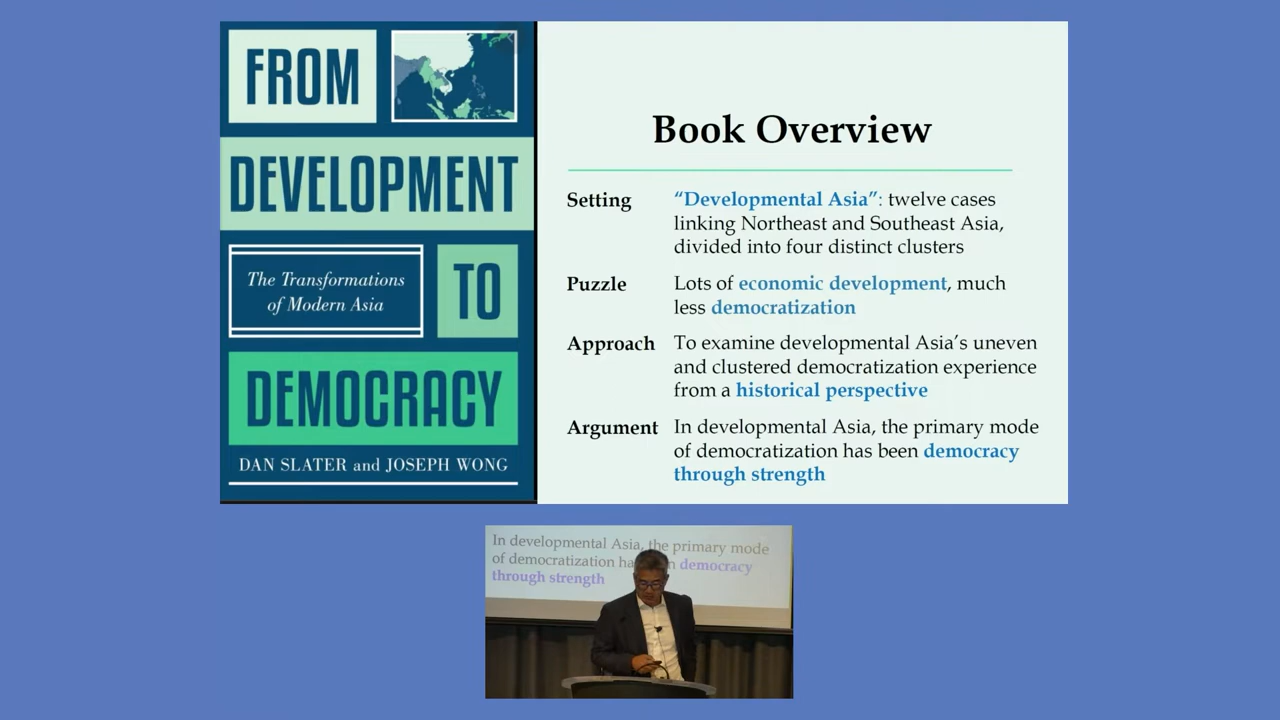 FROM
DEVELOPMENT
The Transformations
of Modern Asia
TO
DEMOCRACY
DAN SLATER and JOSEPH WONG
Book Overview
Setting “Developmental Asia”: twelve cases
linking Northeast and Southeast Asia,
divided into four distinct clusters
Puzzle Lots of economic development, much
less democratization
Approach To examine developmental Asia’s uneven
and clustered democratization experience
from a historical perspective
Argument In developmental Asia, the primary mode
of democratization has been democracy
through strength
In developmental Asia, the primary mode
of democratization democracy
through strength